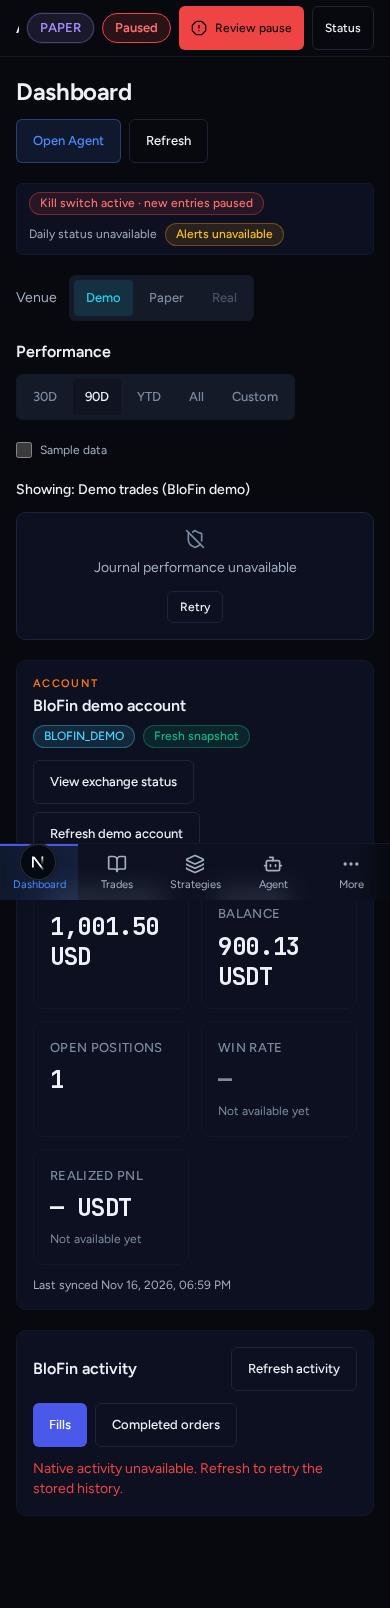 PAPER
Paused
Review pause
Status
Dashboard
Open Agent
Refresh
Kill switch active · new entries paused
Daily status unavailable
Alerts unavailable
Venue
Demo
Paper
Real
Performance
30D
90D
YTD
All
Custom
Sample data
Showing: Demo trades (BloFin demo)
Journal performance unavailable
Retry
ACCOUNT
BloFin demo account
BLOFIN_DEMO
Fresh snapshot
View exchange status
Refresh demo account
N
Dashboard
Trades
Strategies
Agent
More
1,001.50
USD
BALANCE
900.13
USDT
OPEN POSITIONS
1
WIN RATE
—
Not available yet
REALIZED PNL
— USDT
Not available yet
Last synced Nov 16, 2026, 06:59 PM
BloFin activity
Refresh activity
Fills
Completed orders
Native activity unavailable. Refresh to retry the
stored history.